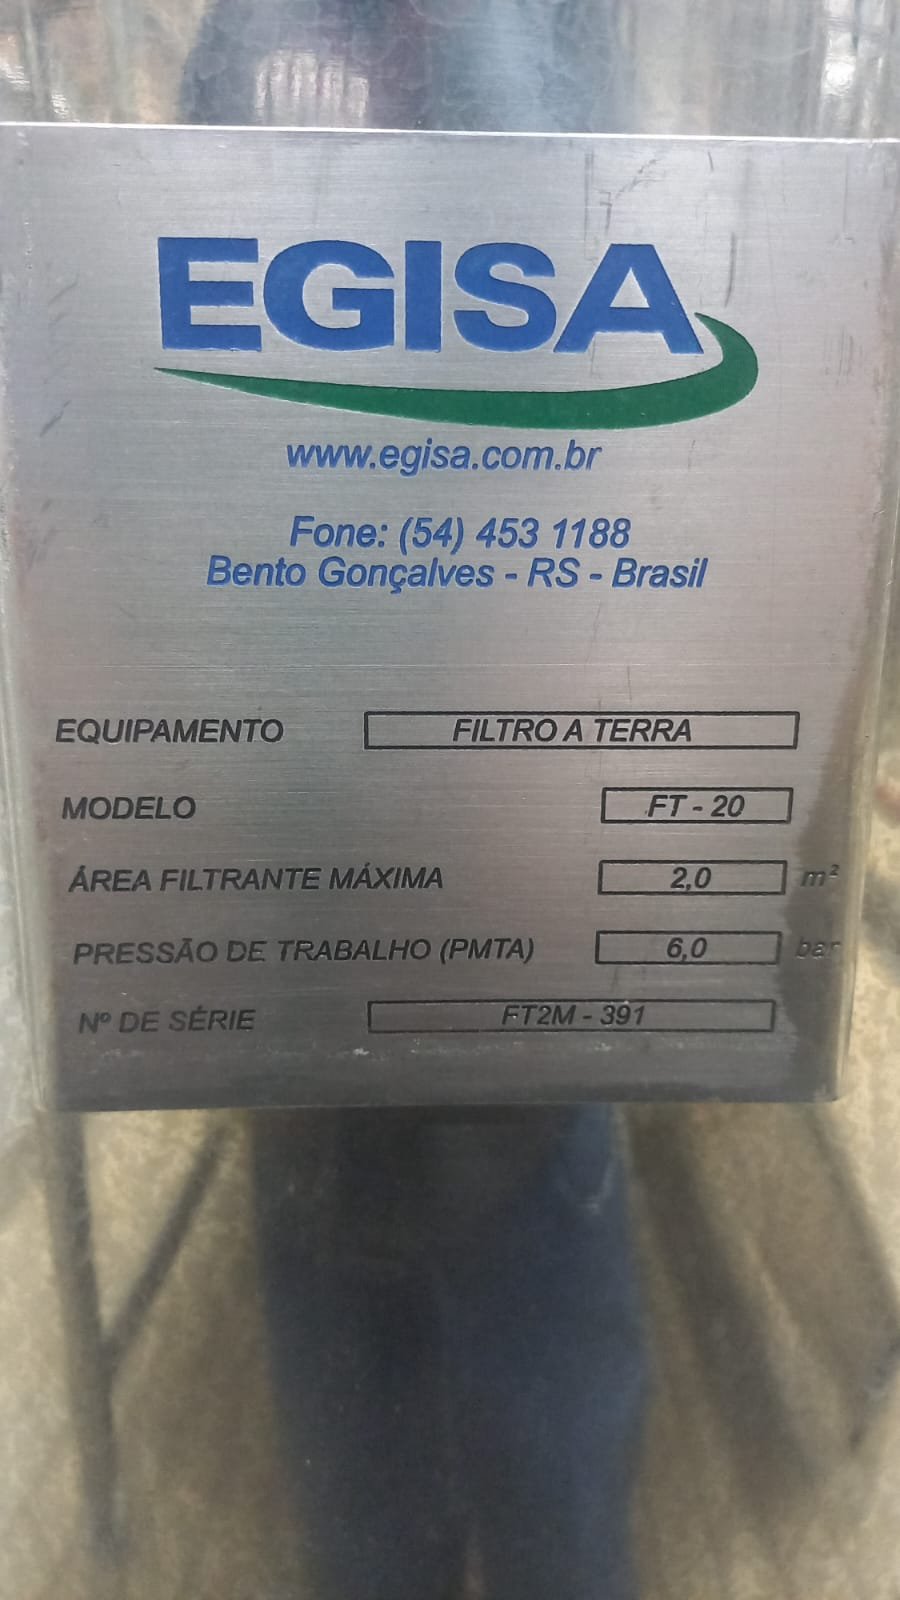 EGISA
www.egisa.com.br
Fone: (54) 453 1188
Bento Gonçalves - RS - Brasil
EQUIPAMENTO FILTRO A TERRA
MODELO FT - 20
ÁREA FILTRANTE MÁXIMA 2,0 m²
PRESSÃO DE TRABALHO (PMTA) 6,0 bar
Nº DE SÉRIE FT2M - 391